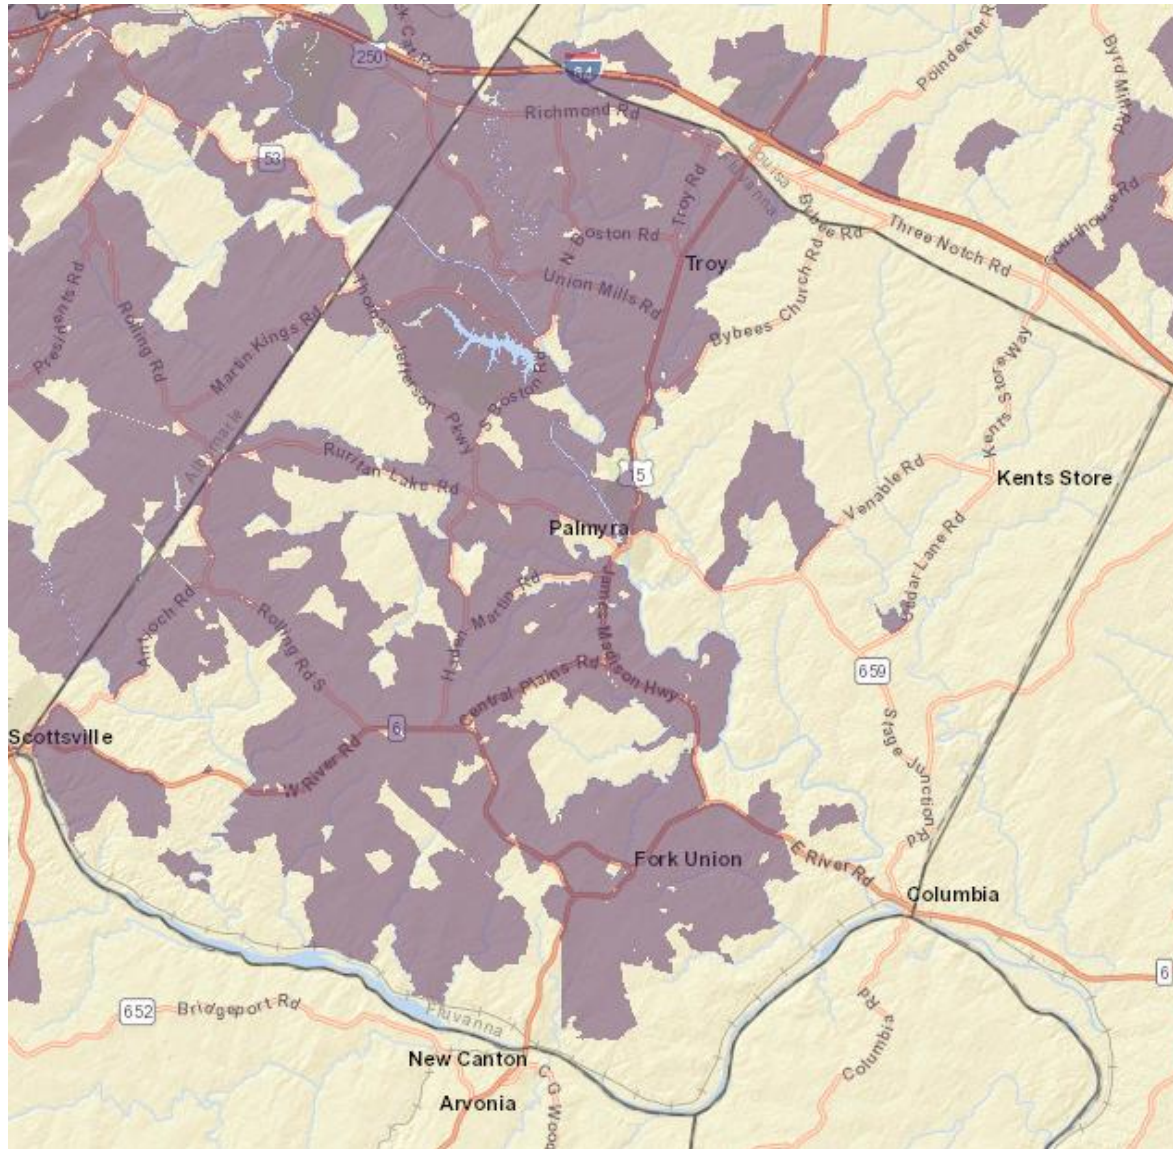 ck Cat Rd
250
64
Richmond Rd
Poindexter R
Byrd Mill Rd
53
Louisa
Fluvanna
Troy Rd
Bybee Rd
Courthouse Rd
N Boston Rd
Three Notch Rd
Troy
Presidents Rd
Rolling Rd
Martin Kings Rd
Thomas Jefferson Pkwy
Union Mills Rd
Bybees Church Rd
S Boston Rd
Kents Store Way
Albemarle
Ruritan Lake Rd
15
Venable Rd
Kents Store
Palmyra
Cedar Lane Rd
Antioch Rd
Rolling Rd S
Haden Martin Rd
James Madison Hwy
Central Plains Rd
659
Scottsville
6
W River Rd
Stage Junction Rd
Fork Union
E River Rd
Columbia
6
652
Bridgeport Rd
Fluvanna
Columbia Rd
New Canton
Arvonia
C G Wood